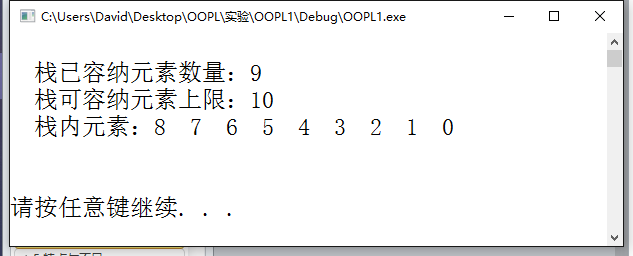 C:\Users\David\Desktop\OOPL\实验\OOPL1\Debug\OOPL1.exe
栈已容纳元素数量：9
栈可容纳元素上限：10
栈内元素：8 7 6 5 4 3 2 1 0
请按任意键继续. . .